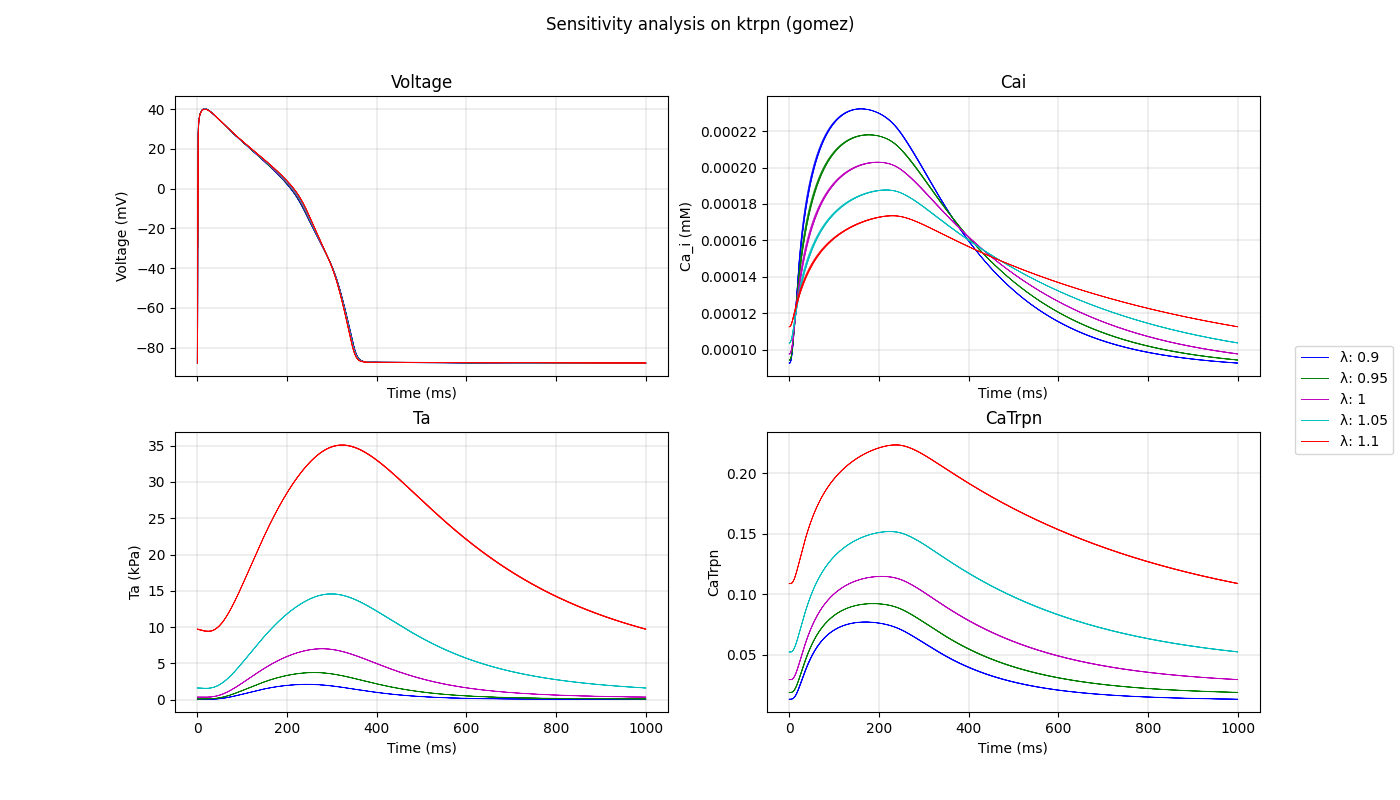 Sensitivity analysis on ktrpn (gomez)
Voltage
Voltage (mV)
40
20
0
−20
−40
−60
−80
Time (ms)
Cai
Ca_i (mM)
0.00022
0.00020
0.00018
0.00016
0.00014
0.00012
0.00010
Time (ms)
λ: 0.9
λ: 0.95
λ: 1
λ: 1.05
λ: 1.1
Ta
Ta (kPa)
35
30
25
20
15
10
5
0
0 200 400 600 800 1000
Time (ms)
CaTrpn
CaTrpn
0.20
0.15
0.10
0.05
0 200 400 600 800 1000
Time (ms)